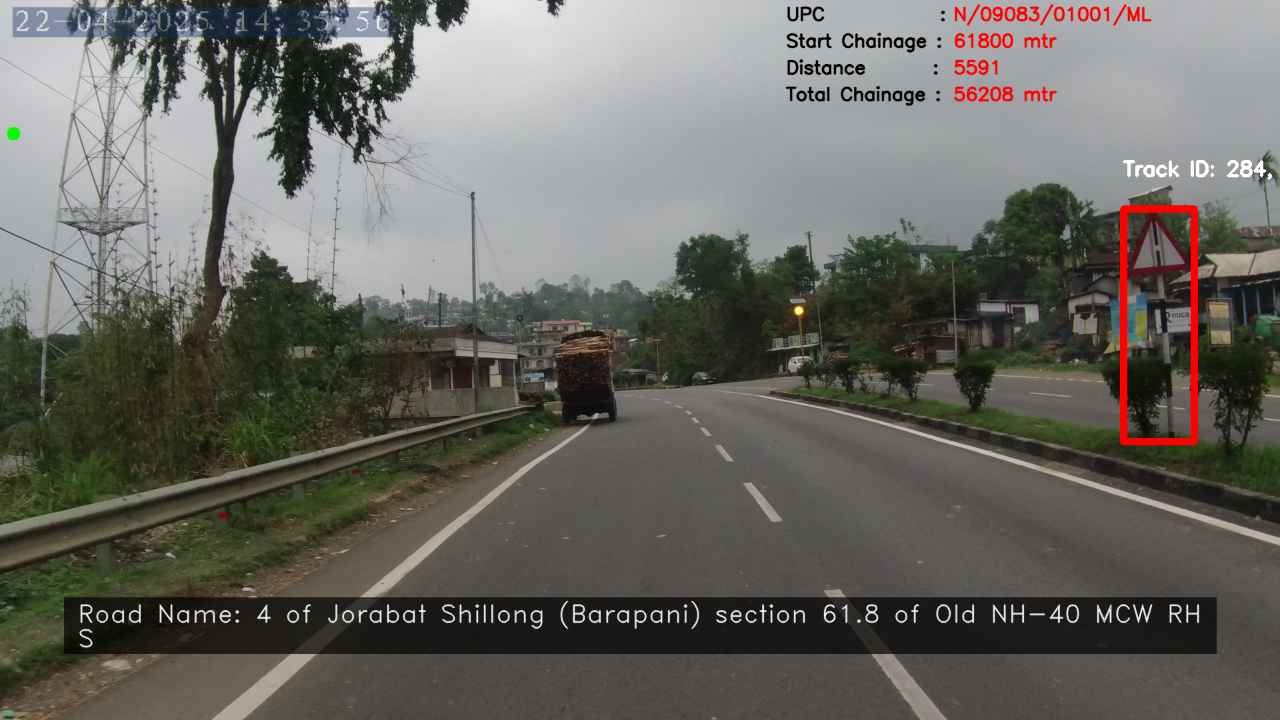 22-04-2025 14:35:56
UPC : N/09083/01001/ML
Start Chainage : 61800 mtr
Distance : 5591
Total Chainage : 56208 mtr
Track ID: 284,
Road Name: 4 of Jorabat Shillong (Barapani) section 61.8 of Old NH-40 MCW RH
S